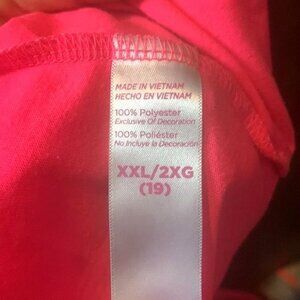 MADE IN VIETNAM
HECHO EN VIETNAM
100% Polyester
Exclusive Of Decoration
100% Poliéster
No Incluye la Decoración
XXL/2XG
(19)